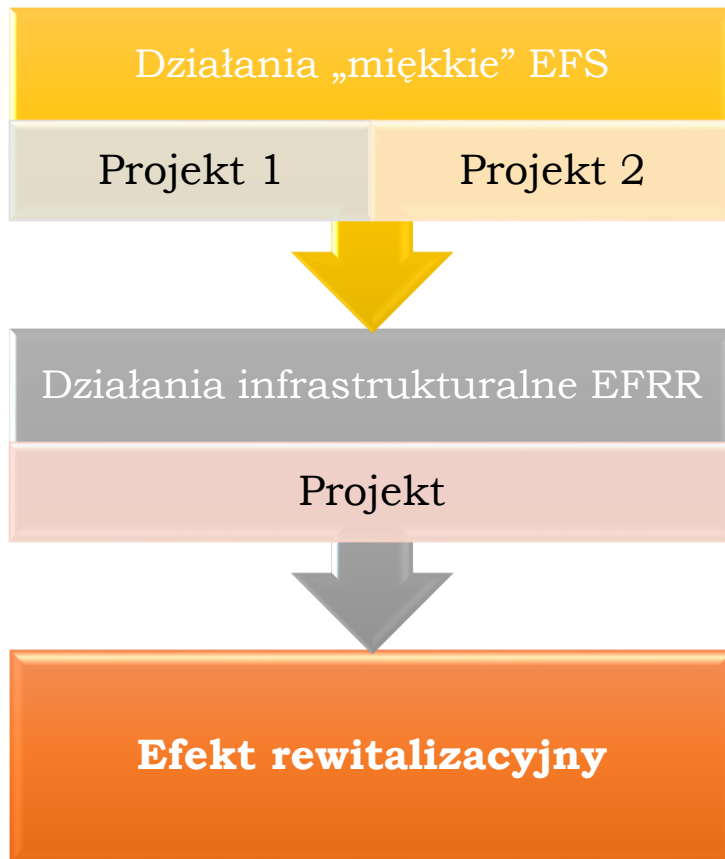 Działania „miękkie” EFS
Projekt 1
Projekt 2
Działania infrastrukturalne EFRR
Projekt
Efekt rewitalizacyjny